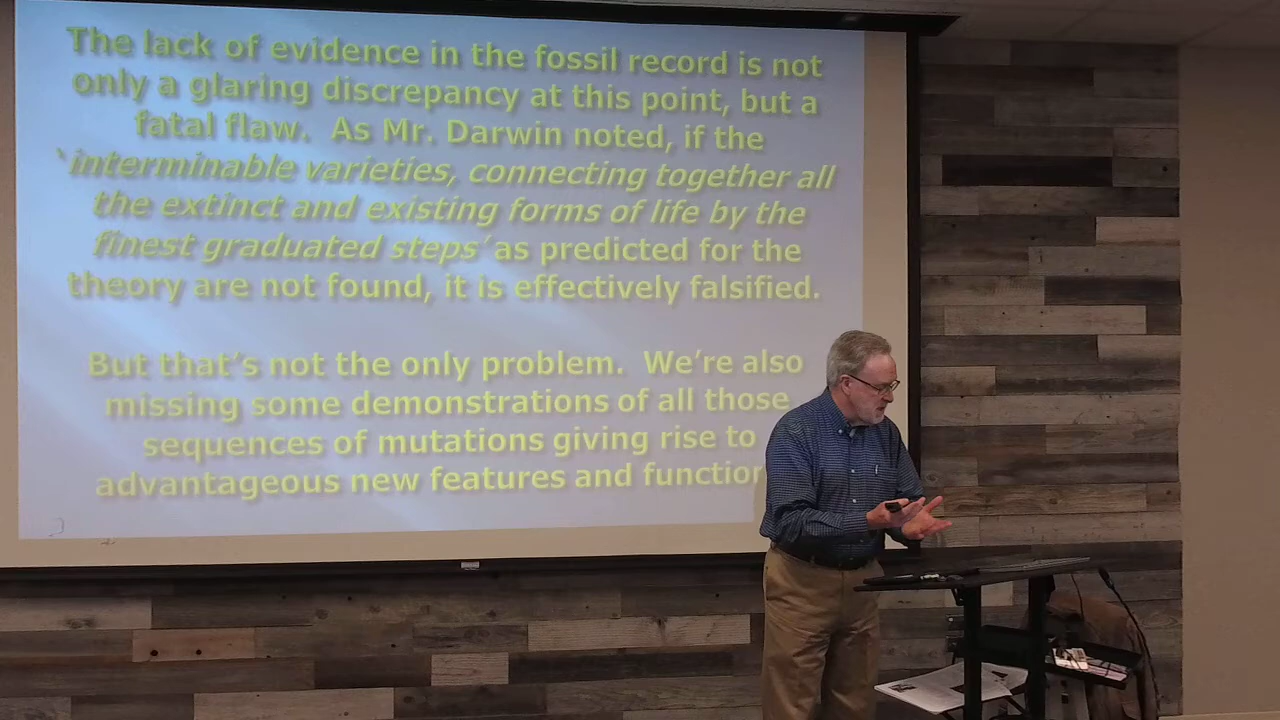 The lack of evidence in the fossil record is not
only a glaring discrepancy at this point, but a
fatal flaw.  As Mr. Darwin noted, if the
‘interminable varieties, connecting together all
the extinct and existing forms of life by the
finest graduated steps’ as predicted for the
theory are not found, it is effectively falsified.
But that’s not the only problem.  We’re also
missing some demonstrations of all those
sequences of mutations giving rise to
advantageous new features and function